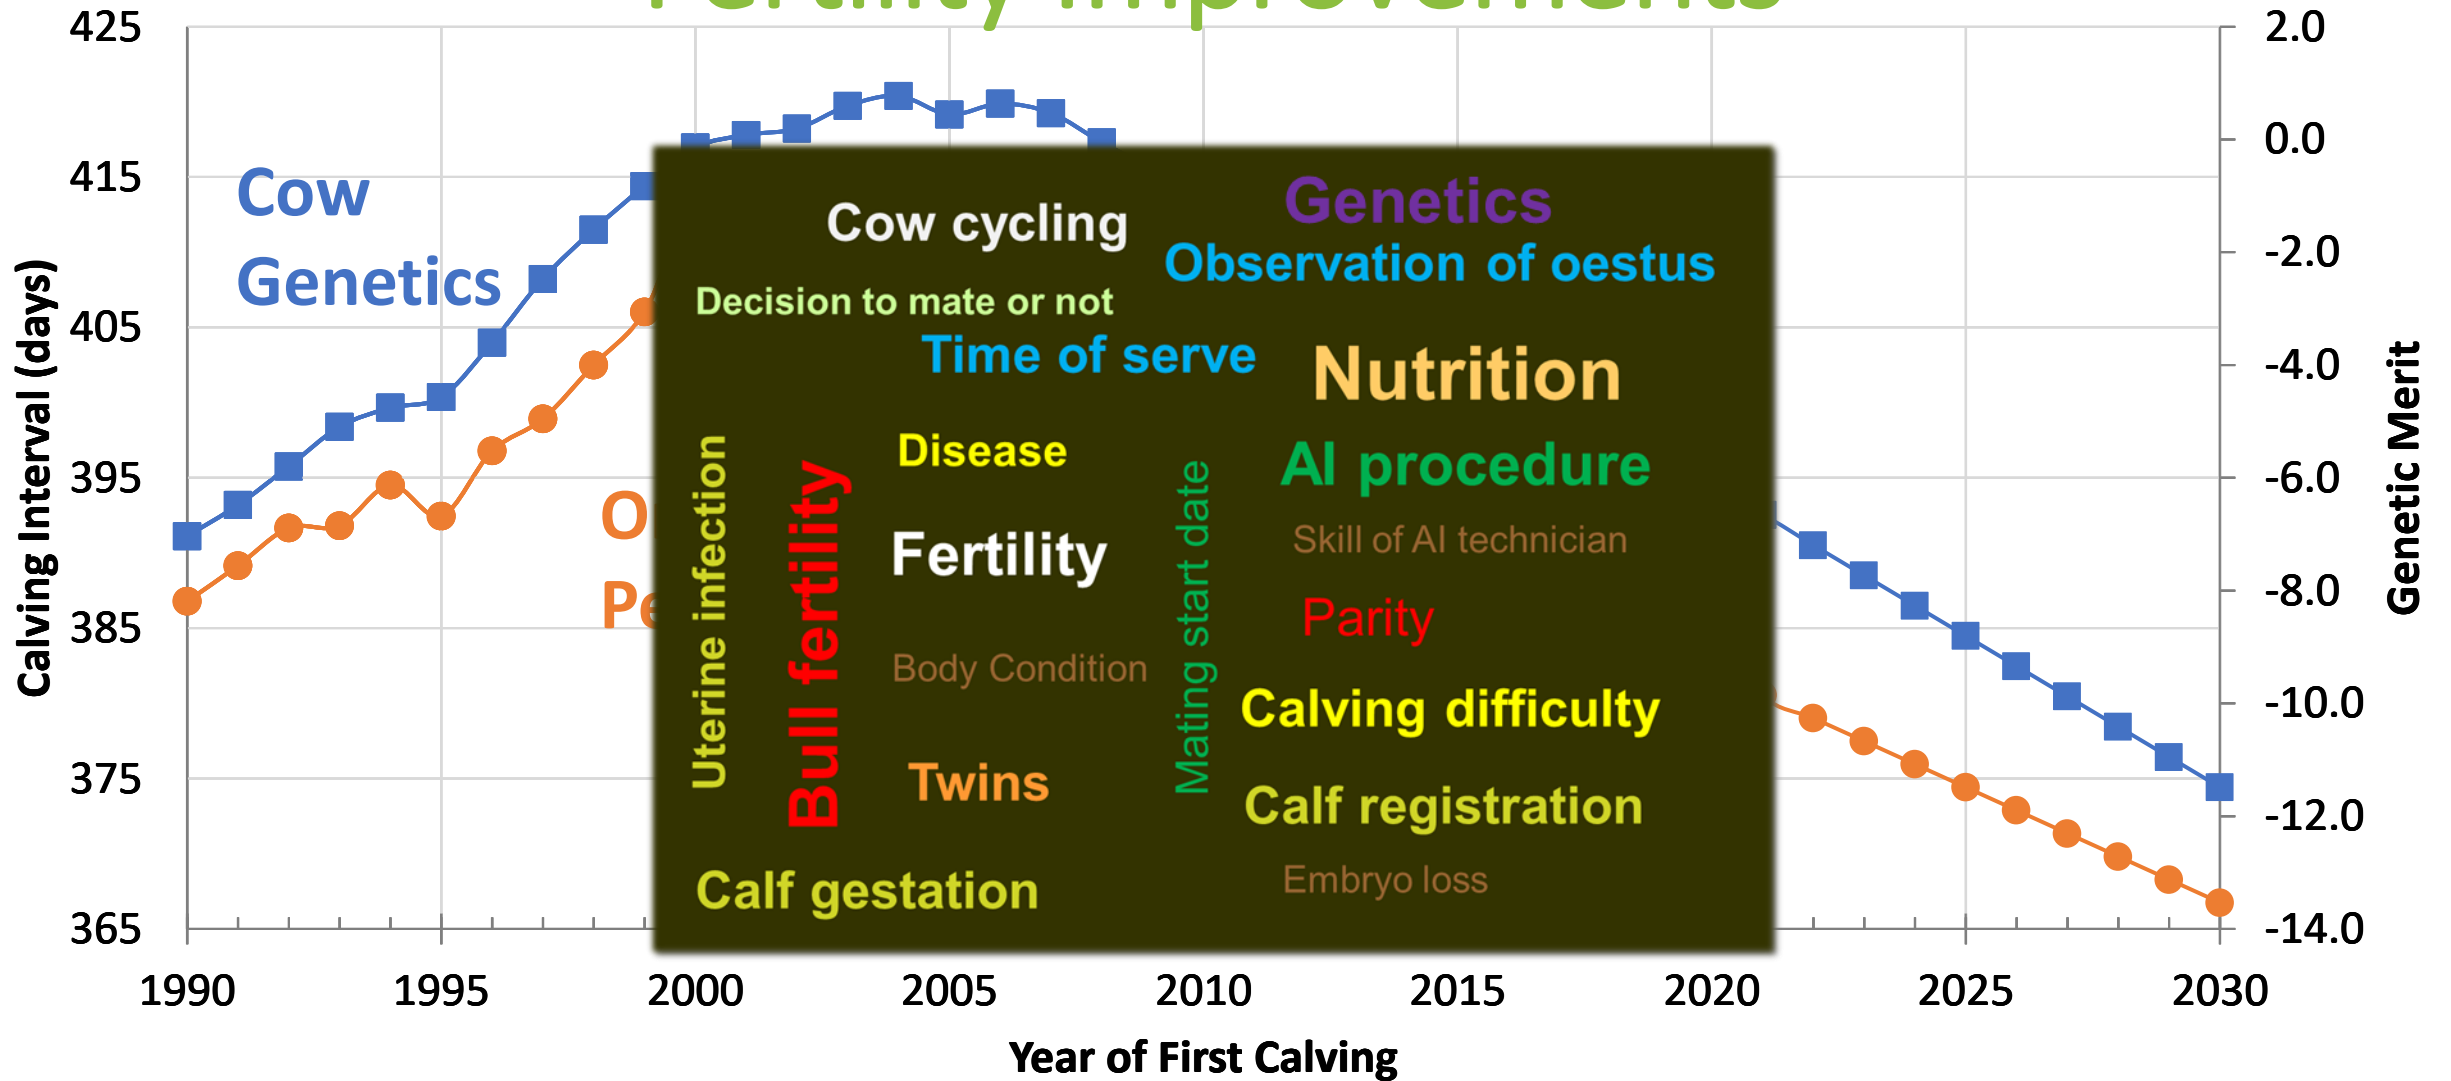 Fertility Improvements
425
415
405
395
385
375
365
2.0
0.0
-2.0
-4.0
-6.0
-8.0
-10.0
-12.0
-14.0
Calving Interval (days)
Genetic Merit
Cow
Genetics
O
Pe
Cow cycling
Genetics
Observation of oestus
Decision to mate or not
Time of serve
Nutrition
Disease
AI procedure
Uterine infection
Bull fertility
Mating start date
Skill of AI technician
Fertility
Parity
Body Condition
Calving difficulty
Twins
Calf registration
Calf gestation
Embryo loss
1990 1995 2000 2005 2010 2015 2020 2025 2030
Year of First Calving